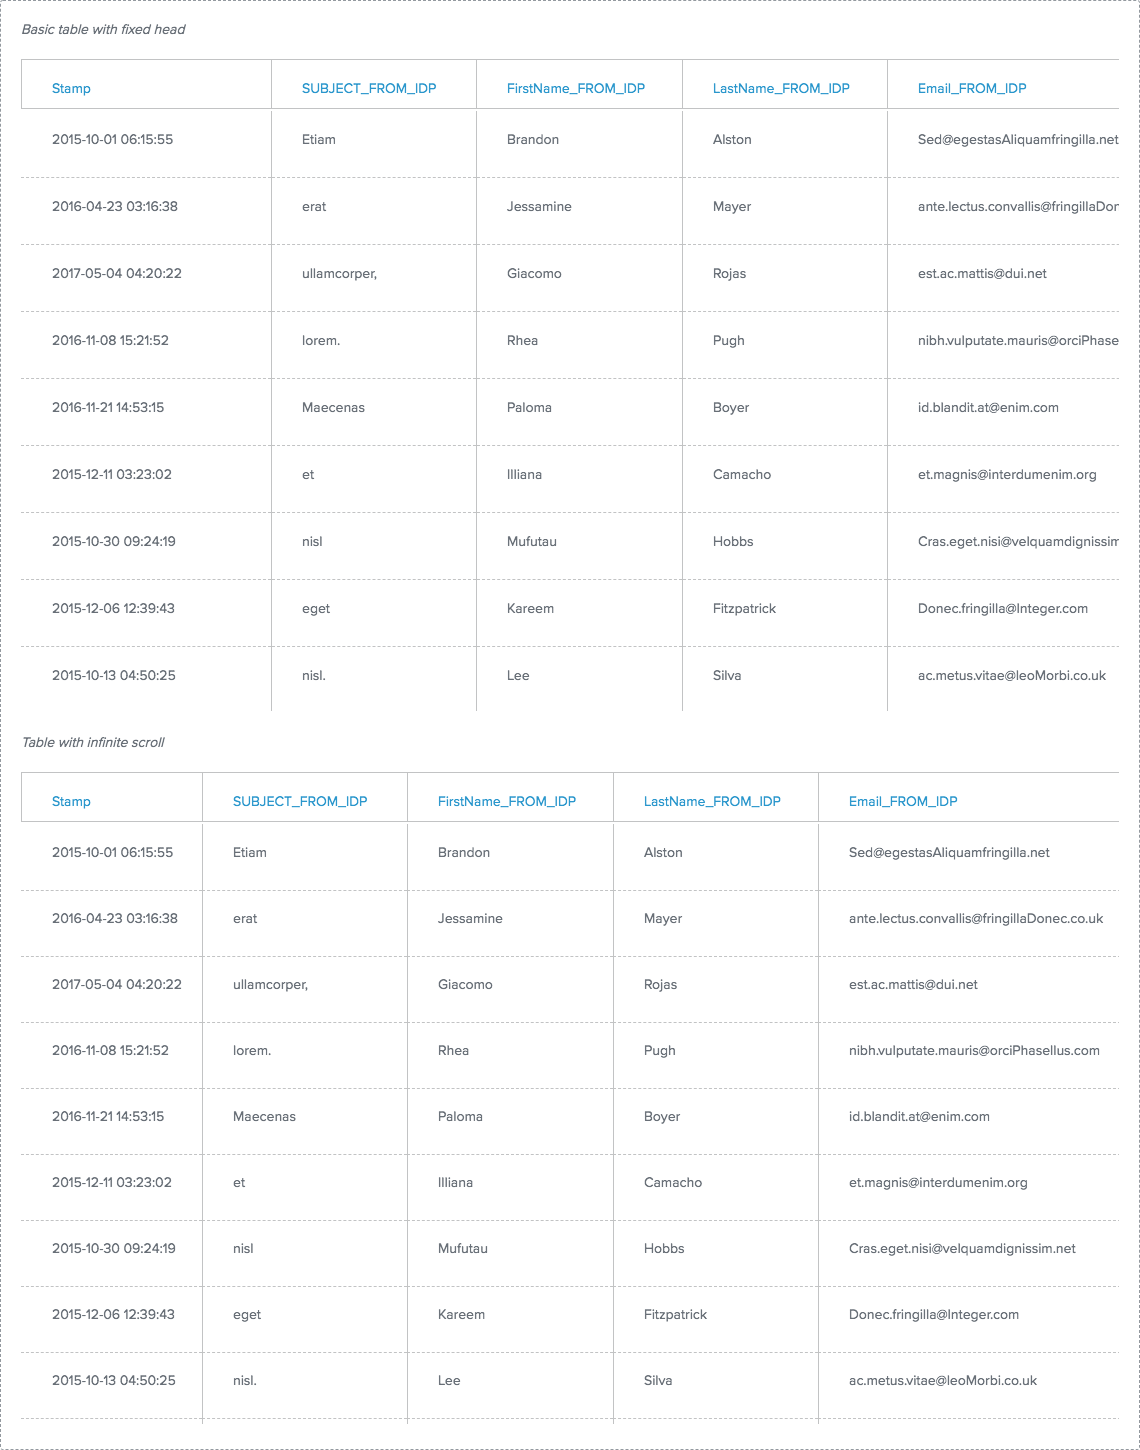 Basic table with fixed head
Stamp SUBJECT_FROM_IDP FirstName_FROM_IDP LastName_FROM_IDP Email_FROM_IDP
2015-10-01 06:15:55 Etiam Brandon Alston Sed@egestasAliquamfringilla.net
2016-04-23 03:16:38 erat Jessamine Mayer ante.lectus.convallis@fringillaDon
2017-05-04 04:20:22 ullamcorper, Giacomo Rojas est.ac.mattis@dui.net
2016-11-08 15:21:52 lorem. Rhea Pugh nibh.vulputate.mauris@orciPhase
2016-11-21 14:53:15 Maecenas Paloma Boyer id.blandit.at@enim.com
2015-12-11 03:23:02 et Illiana Camacho et.magnis@interdumenim.org
2015-10-30 09:24:19 nisl Mufutau Hobbs Cras.eget.nisi@velquamdignissim
2015-12-06 12:39:43 eget Kareem Fitzpatrick Donec.fringilla@Integer.com
2015-10-13 04:50:25 nisl. Lee Silva ac.metus.vitae@leoMorbi.co.uk
Table with infinite scroll
Stamp SUBJECT_FROM_IDP FirstName_FROM_IDP LastName_FROM_IDP Email_FROM_IDP
2015-10-01 06:15:55 Etiam Brandon Alston Sed@egestasAliquamfringilla.net
2016-04-23 03:16:38 erat Jessamine Mayer ante.lectus.convallis@fringillaDonec.co.uk
2017-05-04 04:20:22 ullamcorper, Giacomo Rojas est.ac.mattis@dui.net
2016-11-08 15:21:52 lorem. Rhea Pugh nibh.vulputate.mauris@orciPhasellus.com
2016-11-21 14:53:15 Maecenas Paloma Boyer id.blandit.at@enim.com
2015-12-11 03:23:02 et Illiana Camacho et.magnis@interdumenim.org
2015-10-30 09:24:19 nisl Mufutau Hobbs Cras.eget.nisi@velquamdignissim.net
2015-12-06 12:39:43 eget Kareem Fitzpatrick Donec.fringilla@Integer.com
2015-10-13 04:50:25 nisl. Lee Silva ac.metus.vitae@leoMorbi.co.uk